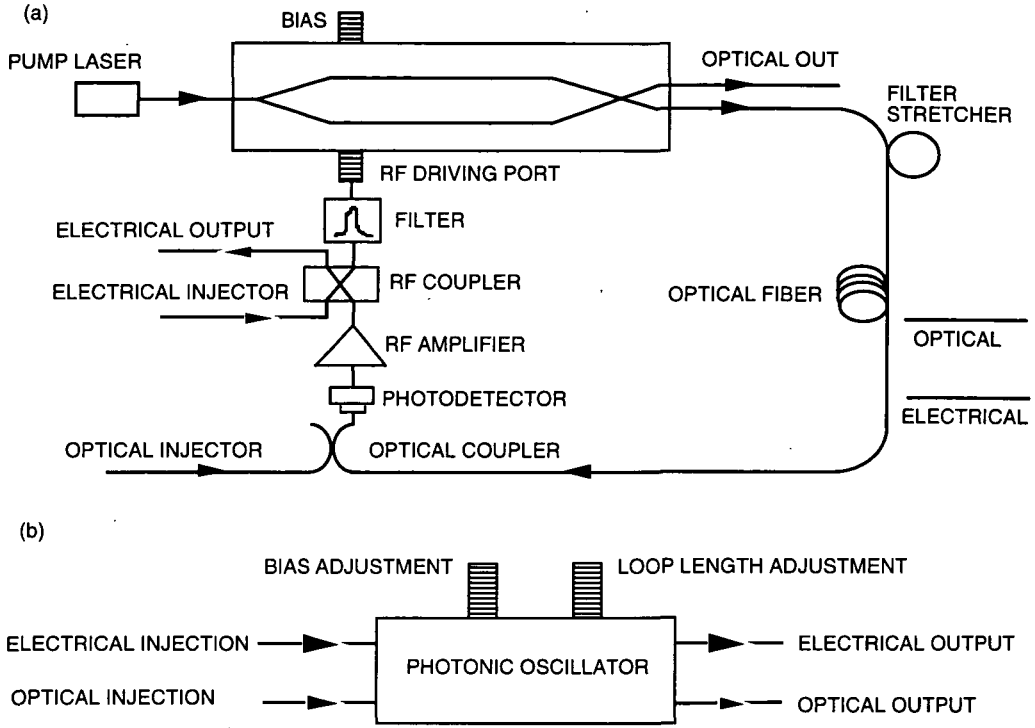 (a)
BIAS
PUMP LASER
OPTICAL OUT
FILTER
STRETCHER
RF DRIVING PORT
FILTER
ELECTRICAL OUTPUT
RF COUPLER
ELECTRICAL INJECTOR
OPTICAL FIBER
RF AMPLIFIER
OPTICAL
PHOTODETECTOR
ELECTRICAL
OPTICAL INJECTOR
OPTICAL COUPLER
(b)
BIAS ADJUSTMENT
LOOP LENGTH ADJUSTMENT
ELECTRICAL INJECTION
ELECTRICAL OUTPUT
PHOTONIC OSCILLATOR
OPTICAL INJECTION
OPTICAL OUTPUT